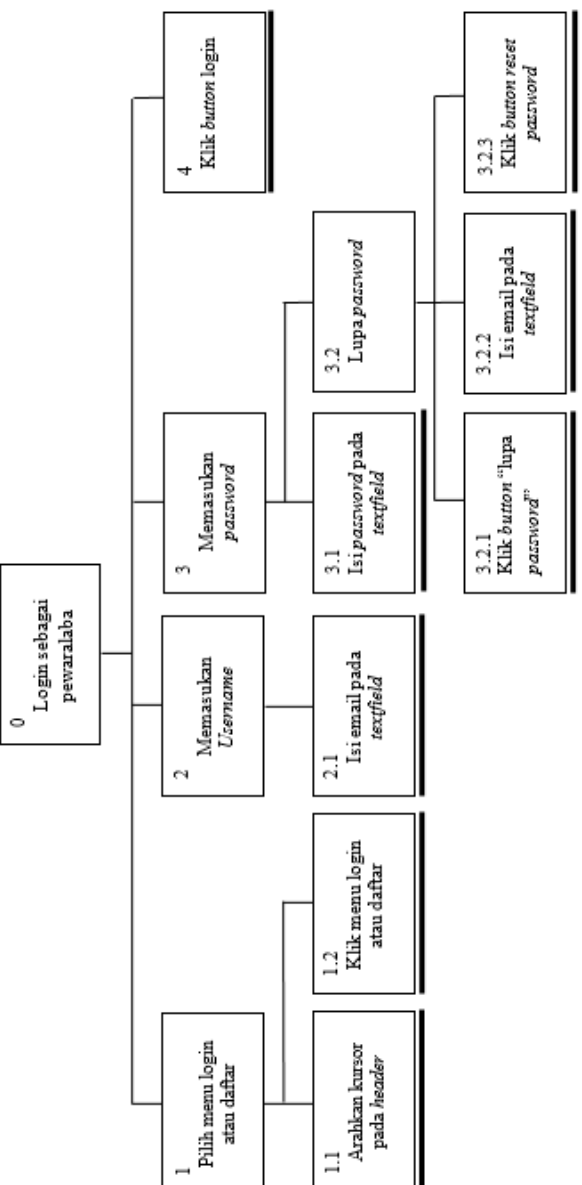 0
Login sebagai
pewaralaba
1
Pilih menu login
atau daftar
2
Memasukan
Username
3
Memasukan
password
4
Klik button login
1.1
Arahkan kursor
pada header
1.2
Klik menu login
atau daftar
2.1
Isi email pada
textfield
3.1
Isi password pada
textfield
3.2
Lupa password
3.2.1
Klik button “lupa
password”
3.2.2
Isi email pada
textfield
3.2.3
Klik button reset
password